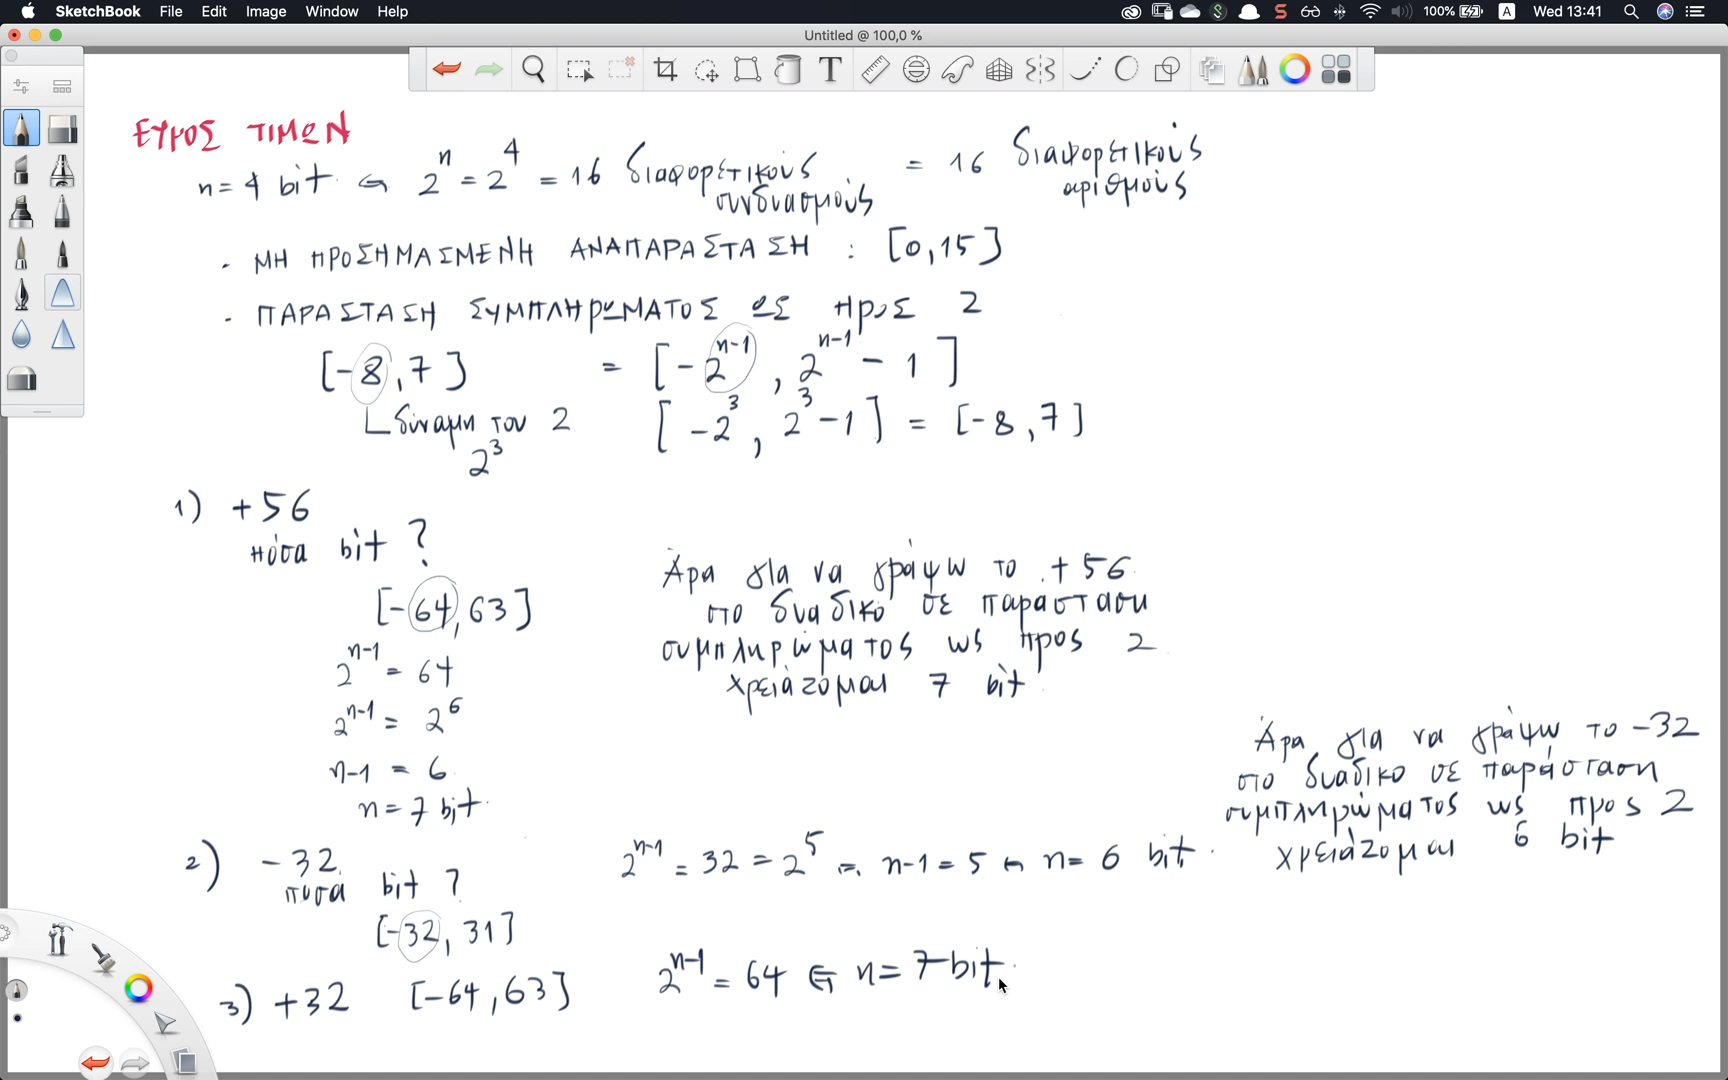 SketchBook File Edit Image Window Help
100% A Wed 13:41
Untitled @ 100,0 %
ΕΥΡΟΣ ΤΙΜΩΝ
n = 4 bit 2^n = 2^4 = 16 διαφορετικούς = 16 διαφορετικούς
συνδιασμούς αριθμούς
. ΜΗ ΠΡΟΣΗΜΑΣΜΕΝΗ ΑΝΑΠΑΡΑΣΤΑΣΗ : [0,15]
. ΠΑΡΑΣΤΑΣΗ ΣΥΜΠΛΗΡΩΜΑΤΟΣ ΩΣ ΠΡΟΣ 2
[-8,7] = [-2^{n-1} , 2^{n-1} - 1]
δύναμη του 2 [-2^3 , 2^3 - 1] = [-8,7]
2^3
1) +56
πόσα bit ?
[-64,63]
2^{n-1} = 64
2^{n-1} = 2^6
n-1 = 6
n = 7 bit.
Άρα για να γράψω το +56
στο δυαδικό σε παράσταση
συμπληρώματος ως προς 2
χρειάζομαι 7 bit
2) -32
πόσα bit ?
[-32, 31]
2^{n-1} = 32 = 2^5 n-1 = 5 n = 6 bit.
Άρα για να γράψω το -32
στο δυαδικό σε παράσταση
συμπληρώματος ως προς 2
χρειάζομαι 6 bit
3) +32 [-64,63] 2^{n-1} = 64 n = 7 bit.